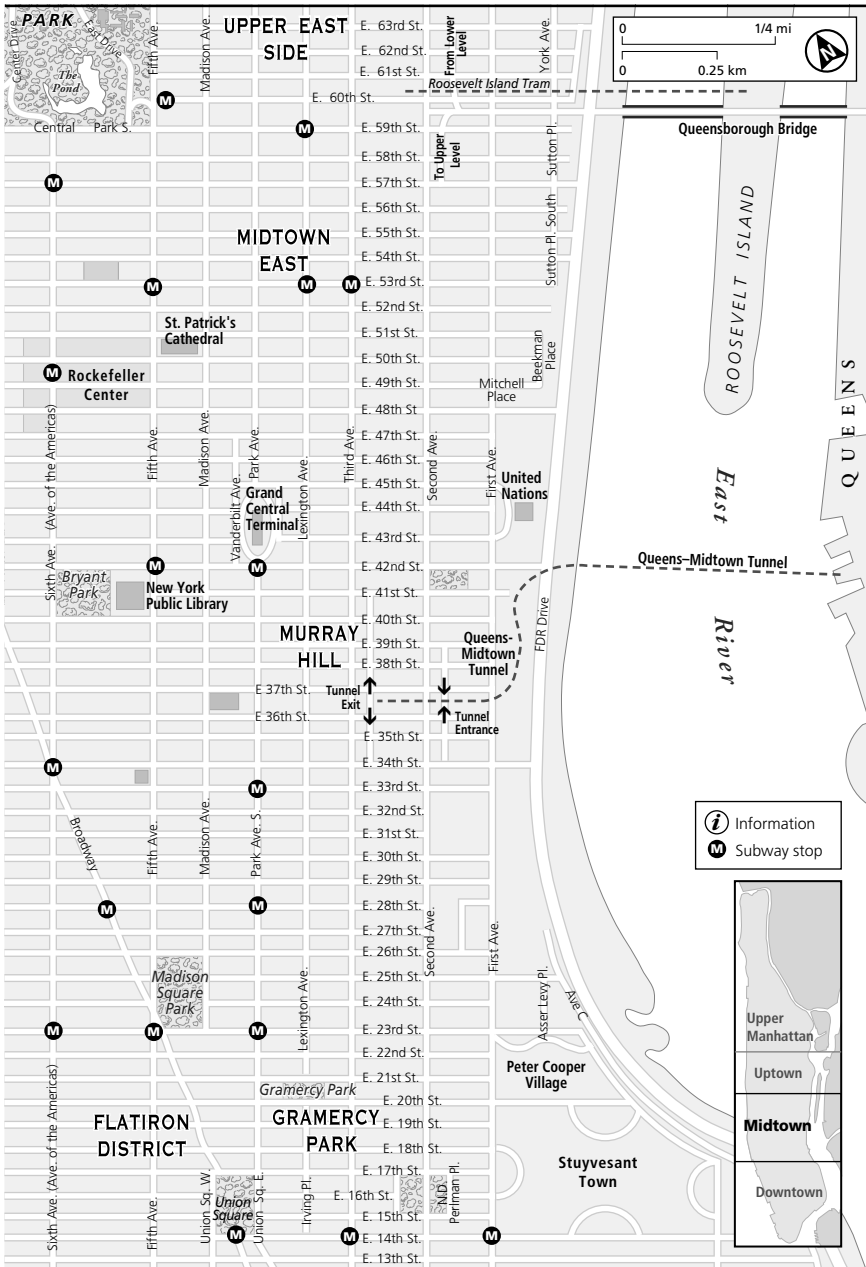 PARK
UPPER EAST
SIDE
Center Drive
East Drive
The
Pond
Fifth Ave.
Madison Ave.
E. 63rd St.
E. 62nd St.
E. 61st St.
E. 60th St.
From Lower
Level
York Ave.
Roosevelt Island Tram
0
1/4 mi
0
0.25 km
N
M
Central
Park S.
M
E. 59th St.
Queensborough Bridge
To Upper
Level
Sutton Pl.
E. 58th St.
M
E. 57th St.
E. 56th St.
MIDTOWN
EAST
E. 55th St.
E. 54th St.
Sutton Pl. South
M
M
M
E. 53rd St.
E. 52nd St.
ROOSEVELT ISLAND
QUEENS
St. Patrick's
Cathedral
E. 51st St.
E. 50th St.
Beekman
Place
M
Rockefeller
Center
E. 49th St.
Mitchell
Place
E. 48th St.
Sixth Ave. (Ave. of the Americas)
Fifth Ave.
Madison Ave.
Vanderbilt Ave.
Park Ave.
Lexington Ave.
Third Ave.
Second Ave.
First Ave.
E. 47th St.
E. 46th St.
E. 45th St.
Grand
Central
Terminal
United
Nations
East
River
E. 44th St.
E. 43rd St.
M
M
E. 42nd St.
Queens–Midtown Tunnel
Bryant
Park
New York
Public Library
E. 41st St.
FDR Drive
E. 40th St.
MURRAY
HILL
E. 39th St.
E. 38th St.
Queens-
Midtown
Tunnel
E 37th St.
Tunnel
Exit
E 36th St.
Tunnel
Entrance
E. 35th St.
M
E. 34th St.
M
E. 33rd St.
Broadway
Fifth Ave.
Madison Ave.
Park Ave. S.
E. 32nd St.
E. 31st St.
E. 30th St.
E. 29th St.
i Information
M Subway stop
M
M
E. 28th St.
E. 27th St.
E. 26th St.
Second Ave.
First Ave.
Madison
Square
Park
Lexington Ave.
E. 25th St.
E. 24th St.
Asser Levy Pl.
Ave C
M
M
M
E. 23rd St.
E. 22nd St.
E. 21st St.
Peter Cooper
Village
Gramercy Park
E. 20th St.
FLATIRON
DISTRICT
GRAMERCY
PARK
E. 19th St.
E. 18th St.
E. 17th St.
Stuyvesant
Town
Sixth Ave. (Ave. of the Americas)
Fifth Ave.
Union Sq. W.
Union
Square
Union Sq. E.
Irving Pl.
E. 16th St.
N.D.
Perlman Pl.
E. 15th St.
M
M
E. 14th St.
M
E. 13th St.
Upper
Manhattan
Uptown
Midtown
Downtown